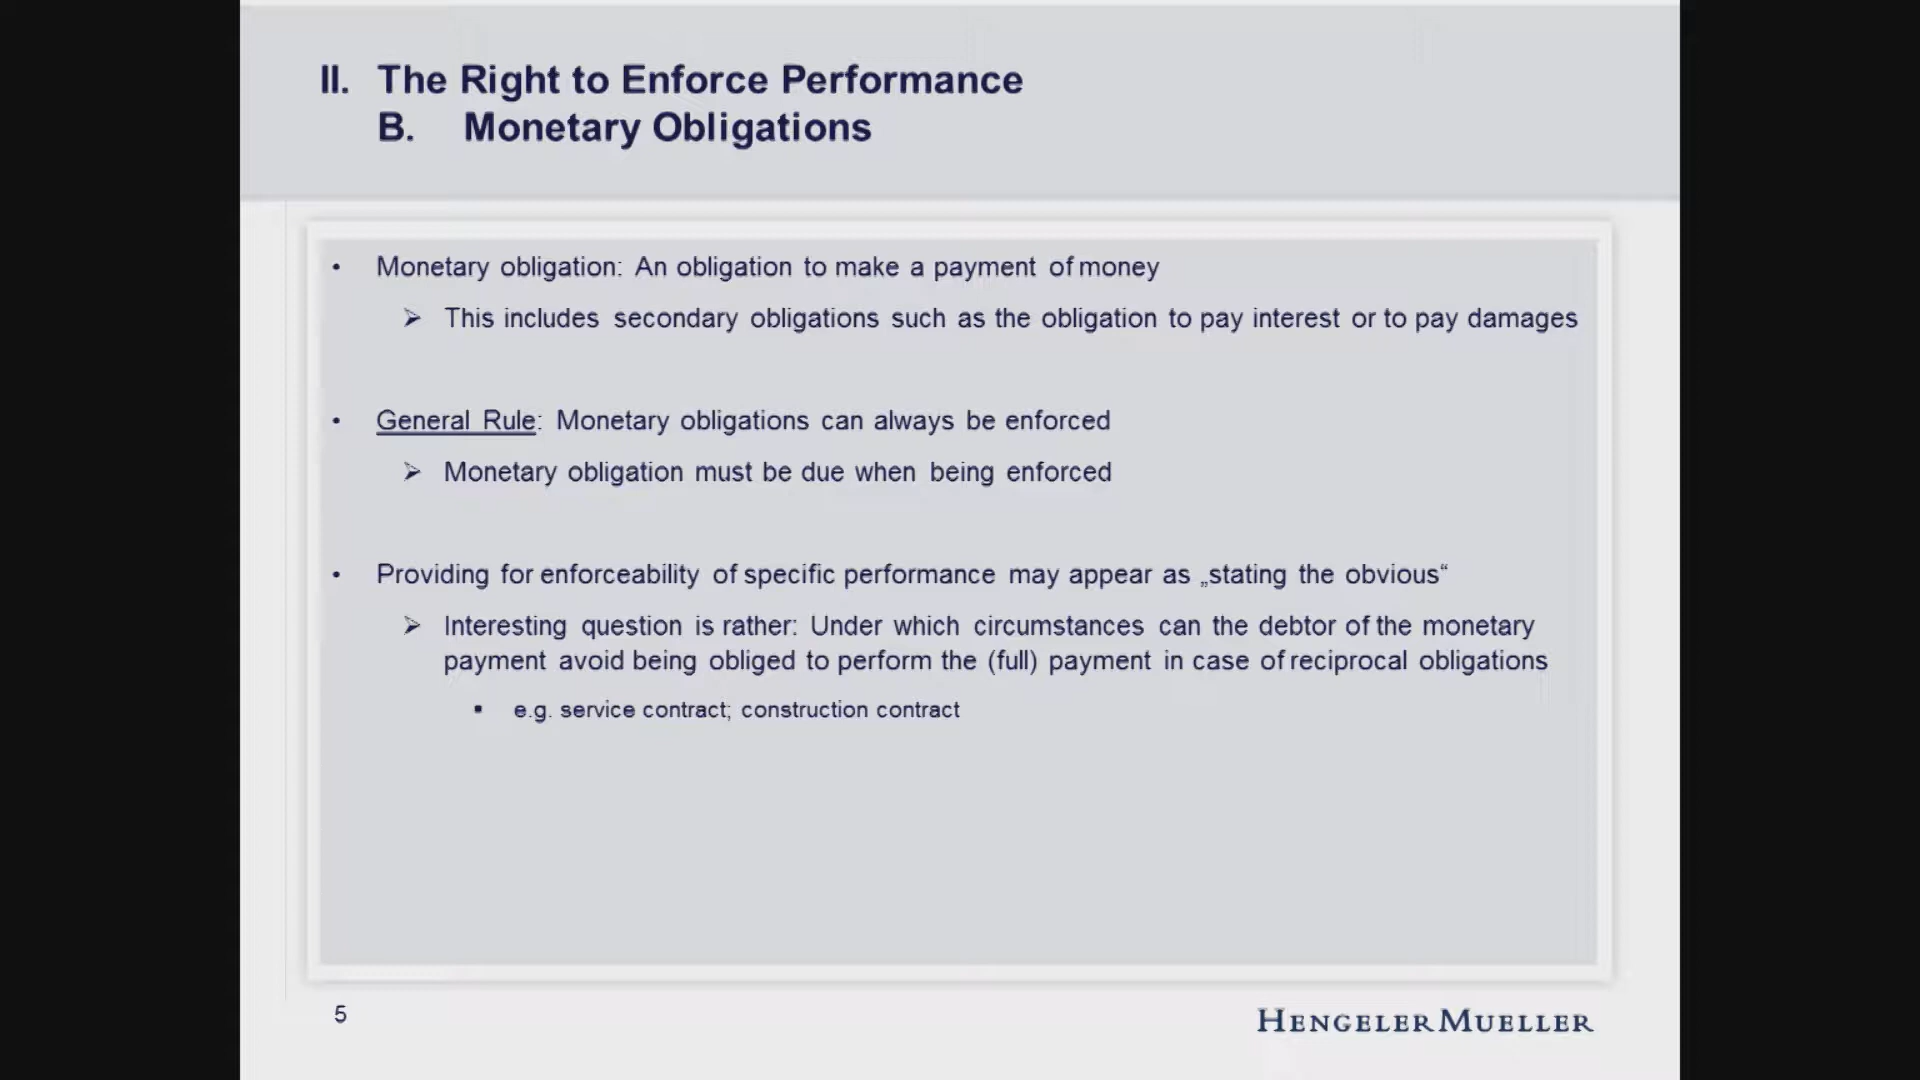 II. The Right to Enforce Performance
B. Monetary Obligations
• Monetary obligation: An obligation to make a payment of money
➢ This includes secondary obligations such as the obligation to pay interest or to pay damages
• General Rule: Monetary obligations can always be enforced
➢ Monetary obligation must be due when being enforced
• Providing for enforceability of specific performance may appear as „stating the obvious“
➢ Interesting question is rather: Under which circumstances can the debtor of the monetary
payment avoid being obliged to perform the (full) payment in case of reciprocal obligations
▪ e.g. service contract; construction contract
5
HENGELER MUELLER